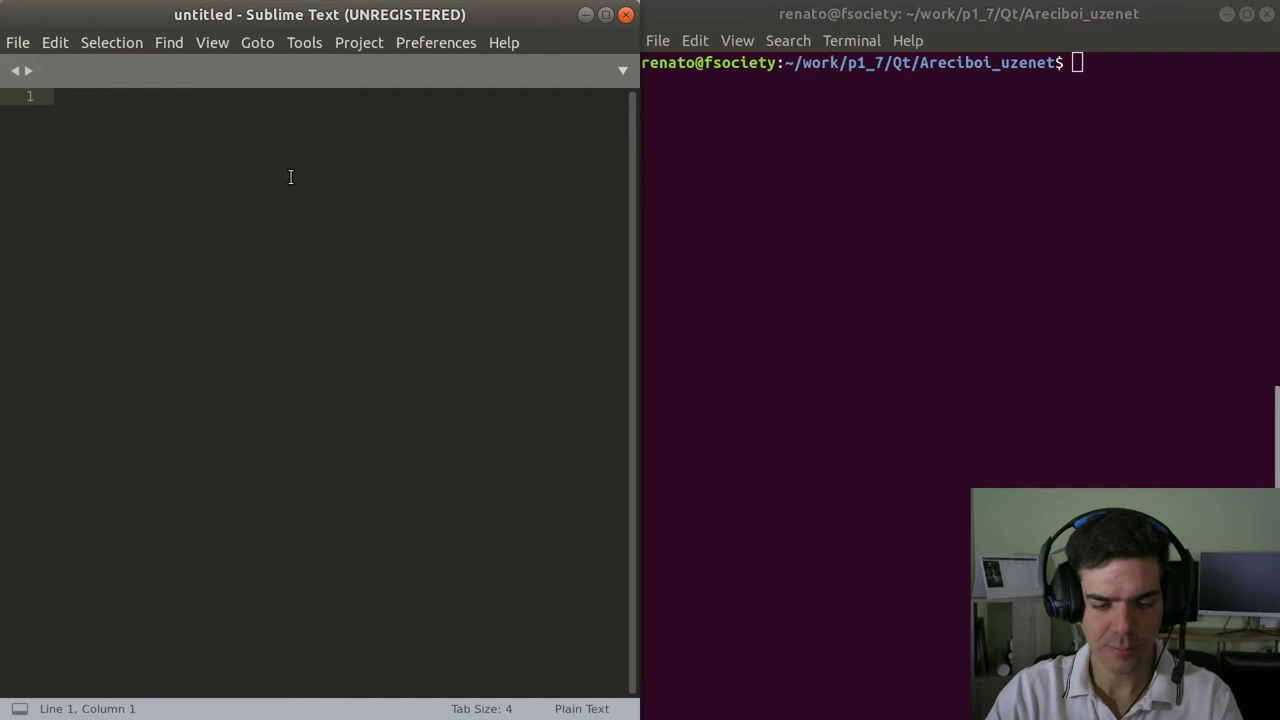 untitled - Sublime Text (UNREGISTERED)
File Edit Selection Find View Goto Tools Project Preferences Help
1
Line 1, Column 1
Tab Size: 4
Plain Text
renato@fsociety: ~/work/p1_7/Qt/Areciboi_uzenet
File Edit View Search Terminal Help
renato@fsociety:~/work/p1_7/Qt/Areciboi_uzenet$